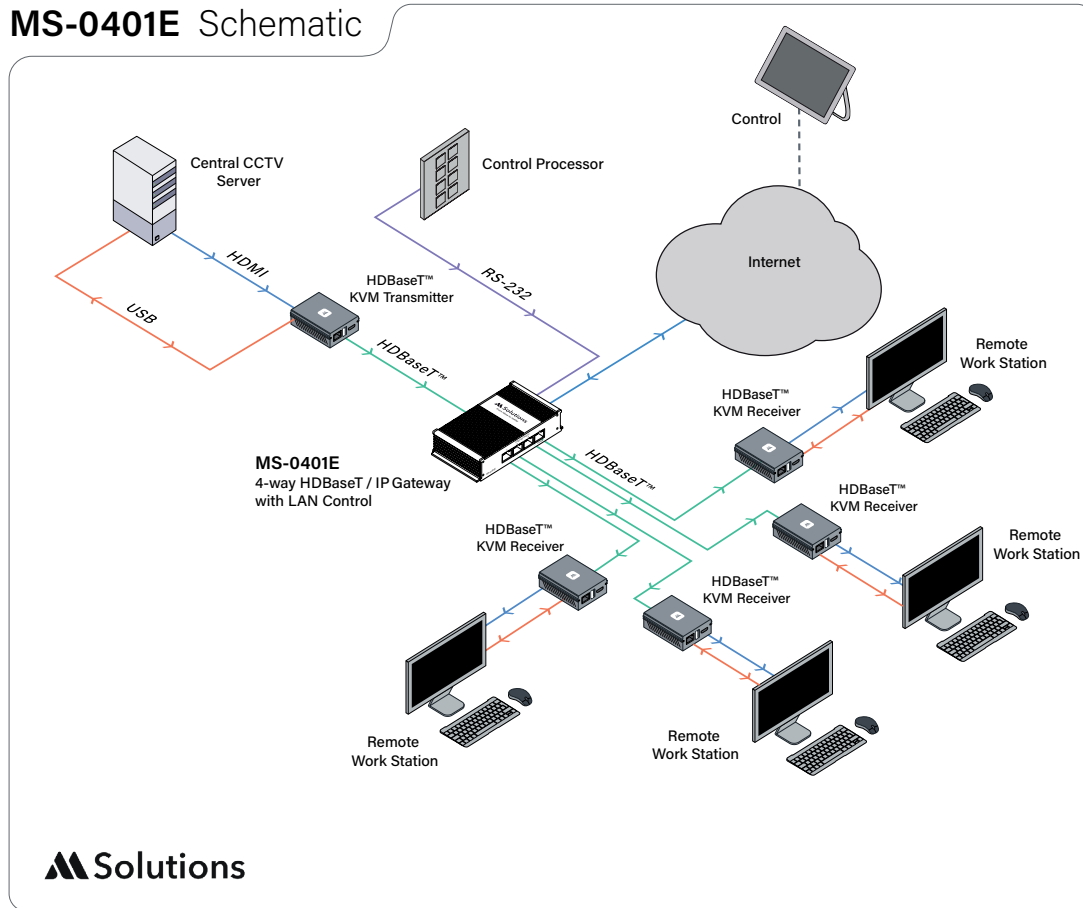 MS-0401E Schematic
Control
Central CCTV
Server
Control Processor
Internet
HDMI
RS-232
HDBaseT™
KVM Transmitter
USB
HDBaseT™
Remote
Work Station
HDBaseT™
KVM Receiver
Solutions
MS-0401E
4-way HDBaseT / IP Gateway
with LAN Control
HDBaseT™
HDBaseT™
KVM Receiver
HDBaseT™
KVM Receiver
Remote
Work Station
HDBaseT™
KVM Receiver
Remote
Work Station
Remote
Work Station
Solutions